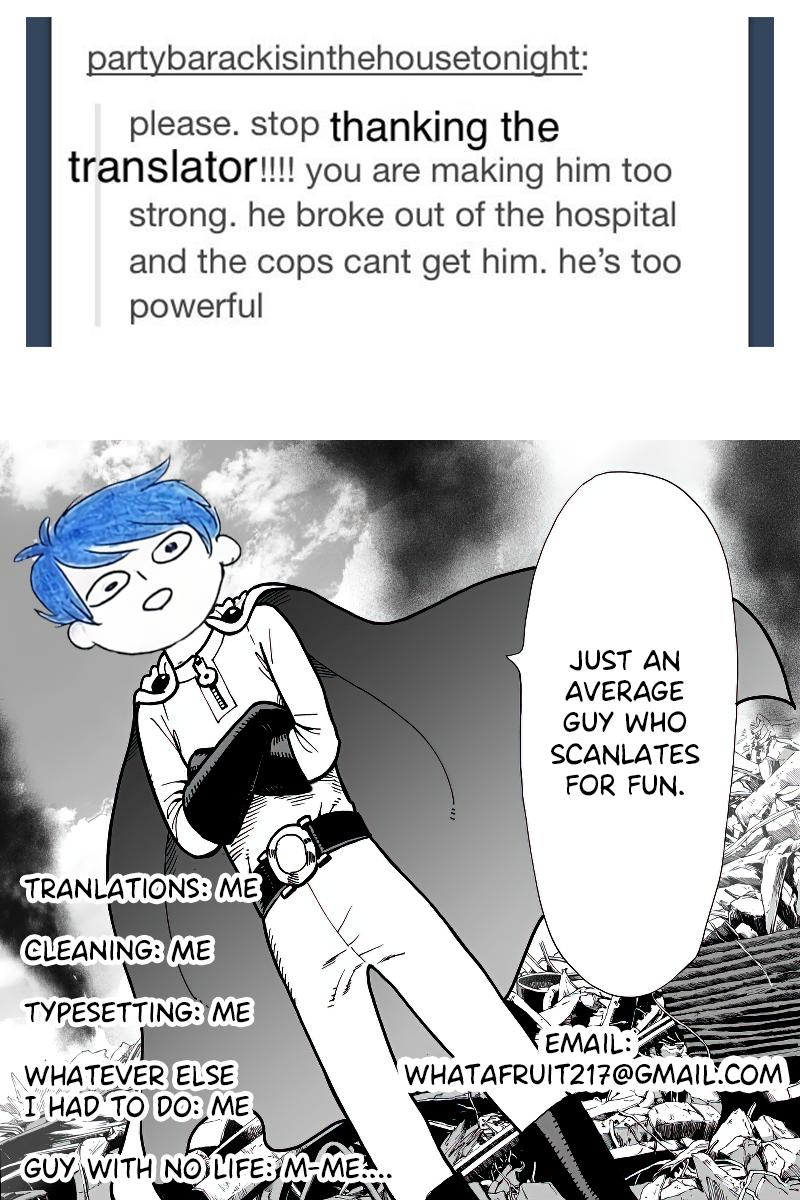 partybarackisinthehousetonight:
please. stop thanking the
translator!!!! you are making him too
strong. he broke out of the hospital
and the cops cant get him. he's too
powerful
JUST AN
AVERAGE
GUY WHO
SCANLATES
FOR FUN.
TRANLATIONS: ME
CLEANING: ME
TYPESETTING: ME
WHATEVER ELSE
I HAD TO DO: ME
GUY WITH NO LIFE: M-ME....
EMAIL:
WHATAFRUIT217@GMAIL.COM